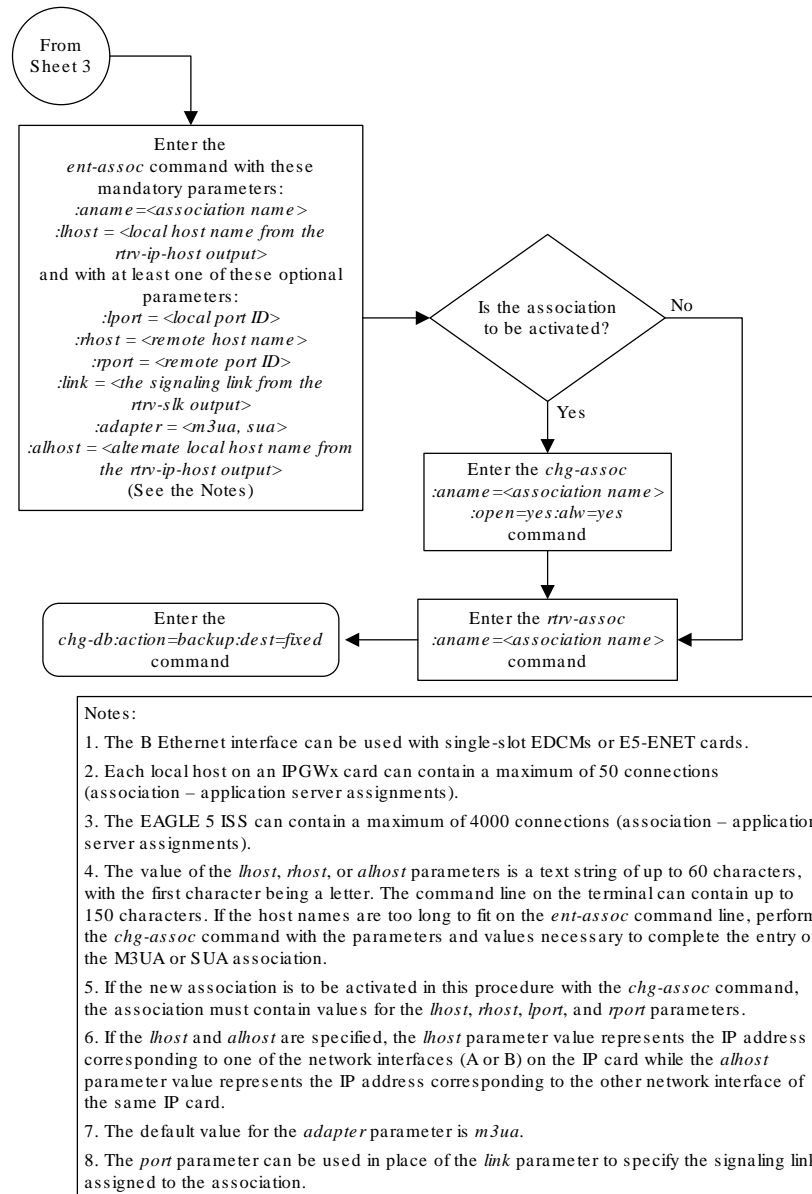 From
Sheet 3
Enter the
ent-assoc command with these
mandatory parameters:
:aname=<association name>
:lhost = <local host name from the
rtrv-ip-host output>
and with at least one of these optional
parameters:
:lport = <local port ID>
:rhost = <remote host name>
:rport = <remote port ID>
:link = <the signaling link from the
rtrv-slk output>
:adapter = <m3ua, sua>
:alhost = <alternate local host name from
the rtrv-ip-host output>
(See the Notes)
Is the association
to be activated?
No
Yes
Enter the chg-assoc
:aname=<association name>
:open=yes:alw=yes
command
Enter the rtrv-assoc
:aname=<association name>
command
Enter the
chg-db:action=backup:dest=fixed
command
Notes:
1. The B Ethernet interface can be used with single-slot EDCMs or E5-ENET cards.
2. Each local host on an IPGWx card can contain a maximum of 50 connections
(association – application server assignments).
3. The EAGLE 5 ISS can contain a maximum of 4000 connections (association – application
server assignments).
4. The value of the lhost, rhost, or alhost parameters is a text string of up to 60 characters,
with the first character being a letter. The command line on the terminal can contain up to
150 characters. If the host names are too long to fit on the ent-assoc command line, perform
the chg-assoc command with the parameters and values necessary to complete the entry o
the M3UA or SUA association.
5. If the new association is to be activated in this procedure with the chg-assoc command,
the association must contain values for the lhost, rhost, lport, and rport parameters.
6. If the lhost and alhost are specified, the lhost parameter value represents the IP address
corresponding to one of the network interfaces (A or B) on the IP card while the alhost
parameter value represents the IP address corresponding to the other network interface of
the same IP card.
7. The default value for the adapter parameter is m3ua.
8. The port parameter can be used in place of the link parameter to specify the signaling link
assigned to the association.